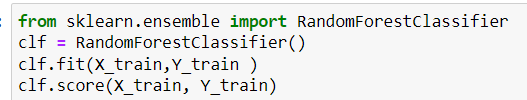 from sklearn.ensemble import RandomForestClassifier
clf = RandomForestClassifier()
clf.fit(X_train,Y_train )
clf.score(X_train, Y_train)